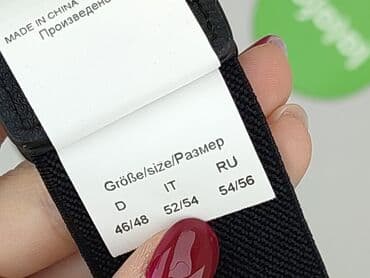 MADE IN CHINA
Произведено
Größe/size/Размер
D IT RU
46/48 52/54 54/56